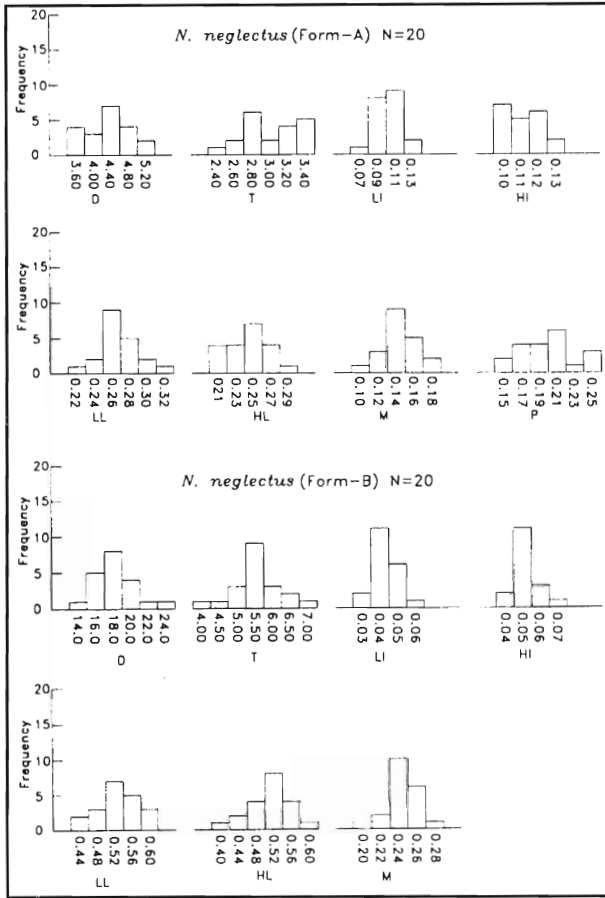 N. neglectus (Form-A) N=20
Frequency
20
15
10
5
0
3.60 4.00 4.40 4.80 5.20
D
2.40 2.60 2.80 3.00 3.20 3.40
T
0.07 0.09 0.11 0.13
LI
0.10 0.11 0.12 0.13
HI
Frequency
20
15
10
5
0
0.22 0.24 0.26 0.28 0.30 0.32
LL
021 0.23 0.25 0.27 0.29
HL
0.10 0.12 0.14 0.16 0.18
M
0.15 0.17 0.19 0.21 0.23 0.25
P
N. neglectus (Form-B) N=20
Frequency
20
15
10
5
0
14.0 16.0 18.0 20.0 22.0 24.0
D
4.00 4.50 5.00 5.50 6.00 6.50 7.00
T
0.03 0.04 0.05 0.06
LI
0.04 0.05 0.06 0.07
HI
Frequency
20
15
10
5
0
0.44 0.48 0.52 0.56 0.60
LL
0.40 0.44 0.48 0.52 0.56 0.60
HL
0.20 0.22 0.24 0.26 0.28
M